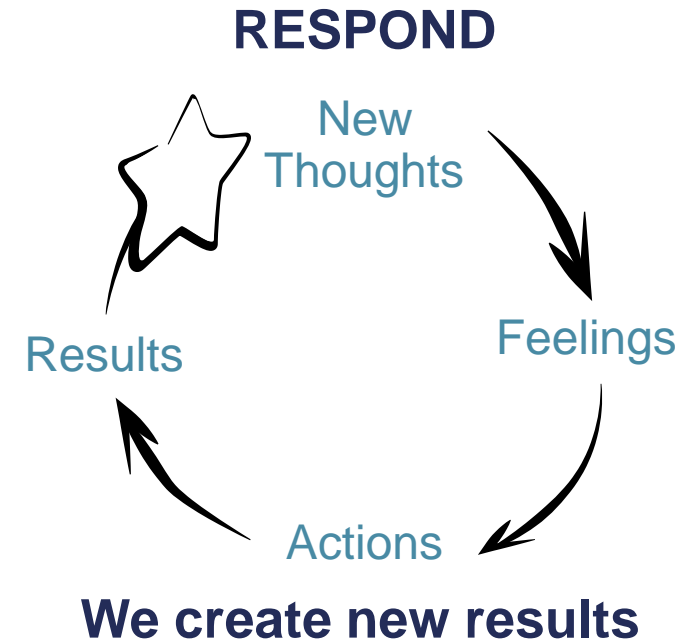 RESPOND
New
Thoughts
Feelings
Results
Actions
We create new results